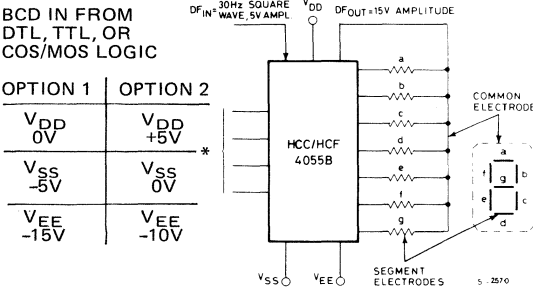 BCD IN FROM
DTL, TTL, OR
COS/MOS LOGIC
OPTION 1 OPTION 2
VDD VDD
0V +5V
*
VSS VSS
-5V 0V
VEE VEE
-15V -10V
DFIN= 30Hz SQUARE
WAVE, 5V AMPL.
VDD
DFOUT=15V AMPLITUDE
HCC/HCF
4055B
a
b
c
d
e
f
g
COMMON
ELECTRODE
a
f g b
e c
d
VSS VEE
SEGMENT
ELECTRODES
S-2570